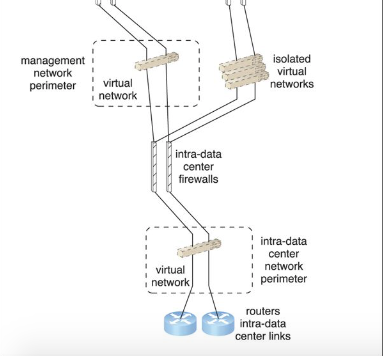 management
network
perimeter
virtual
network
isolated
virtual
networks
intra-data
center
firewalls
virtual
network
intra-data
center
network
perimeter
routers
intra-data
center links